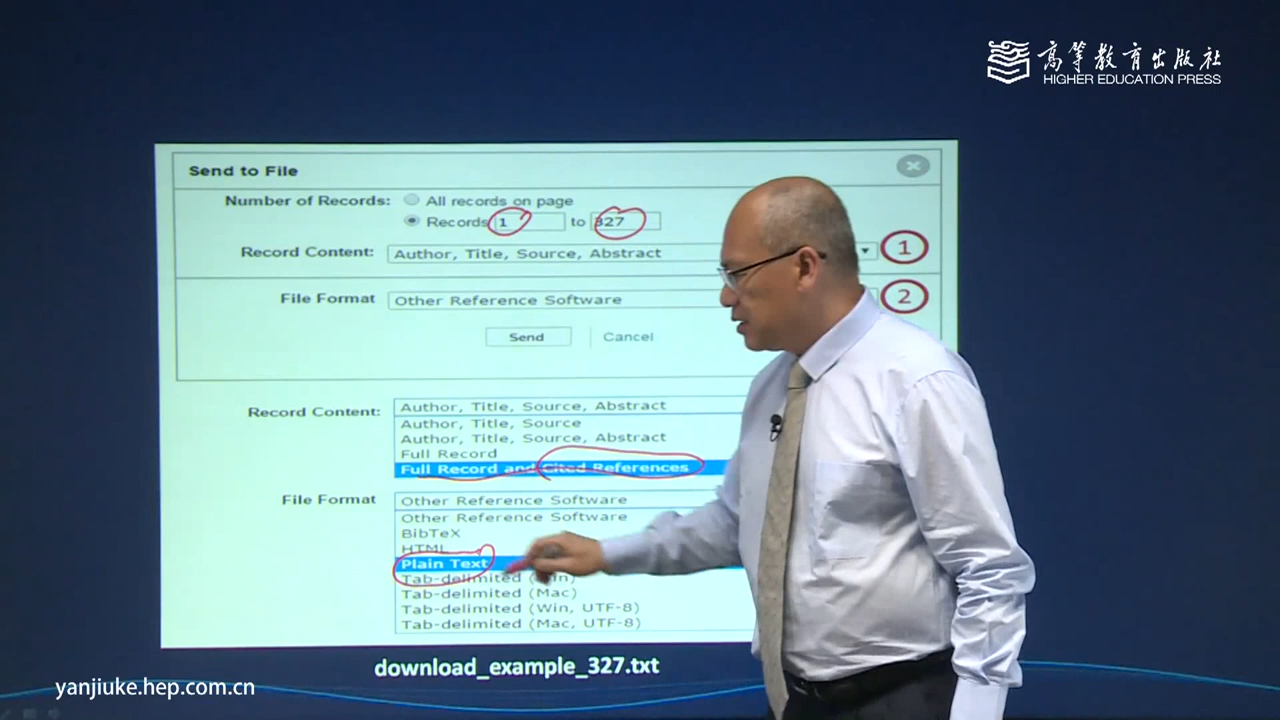 高等教育出版社
HIGHER EDUCATION PRESS
Send to File
Number of Records: All records on page
Records 1 to 327
Record Content: Author, Title, Source, Abstract
1
File Format Other Reference Software
2
Send Cancel
Record Content: Author, Title, Source, Abstract
Author, Title, Source
Author, Title, Source, Abstract
Full Record
Full Record and Cited References
File Format Other Reference Software
Other Reference Software
BibTeX
HTML
Plain Text
Tab-delimited (Win)
Tab-delimited (Mac)
Tab-delimited (Win, UTF-8)
Tab-delimited (Mac, UTF-8)
download_example_327.txt
yanjiuke.hep.com.cn